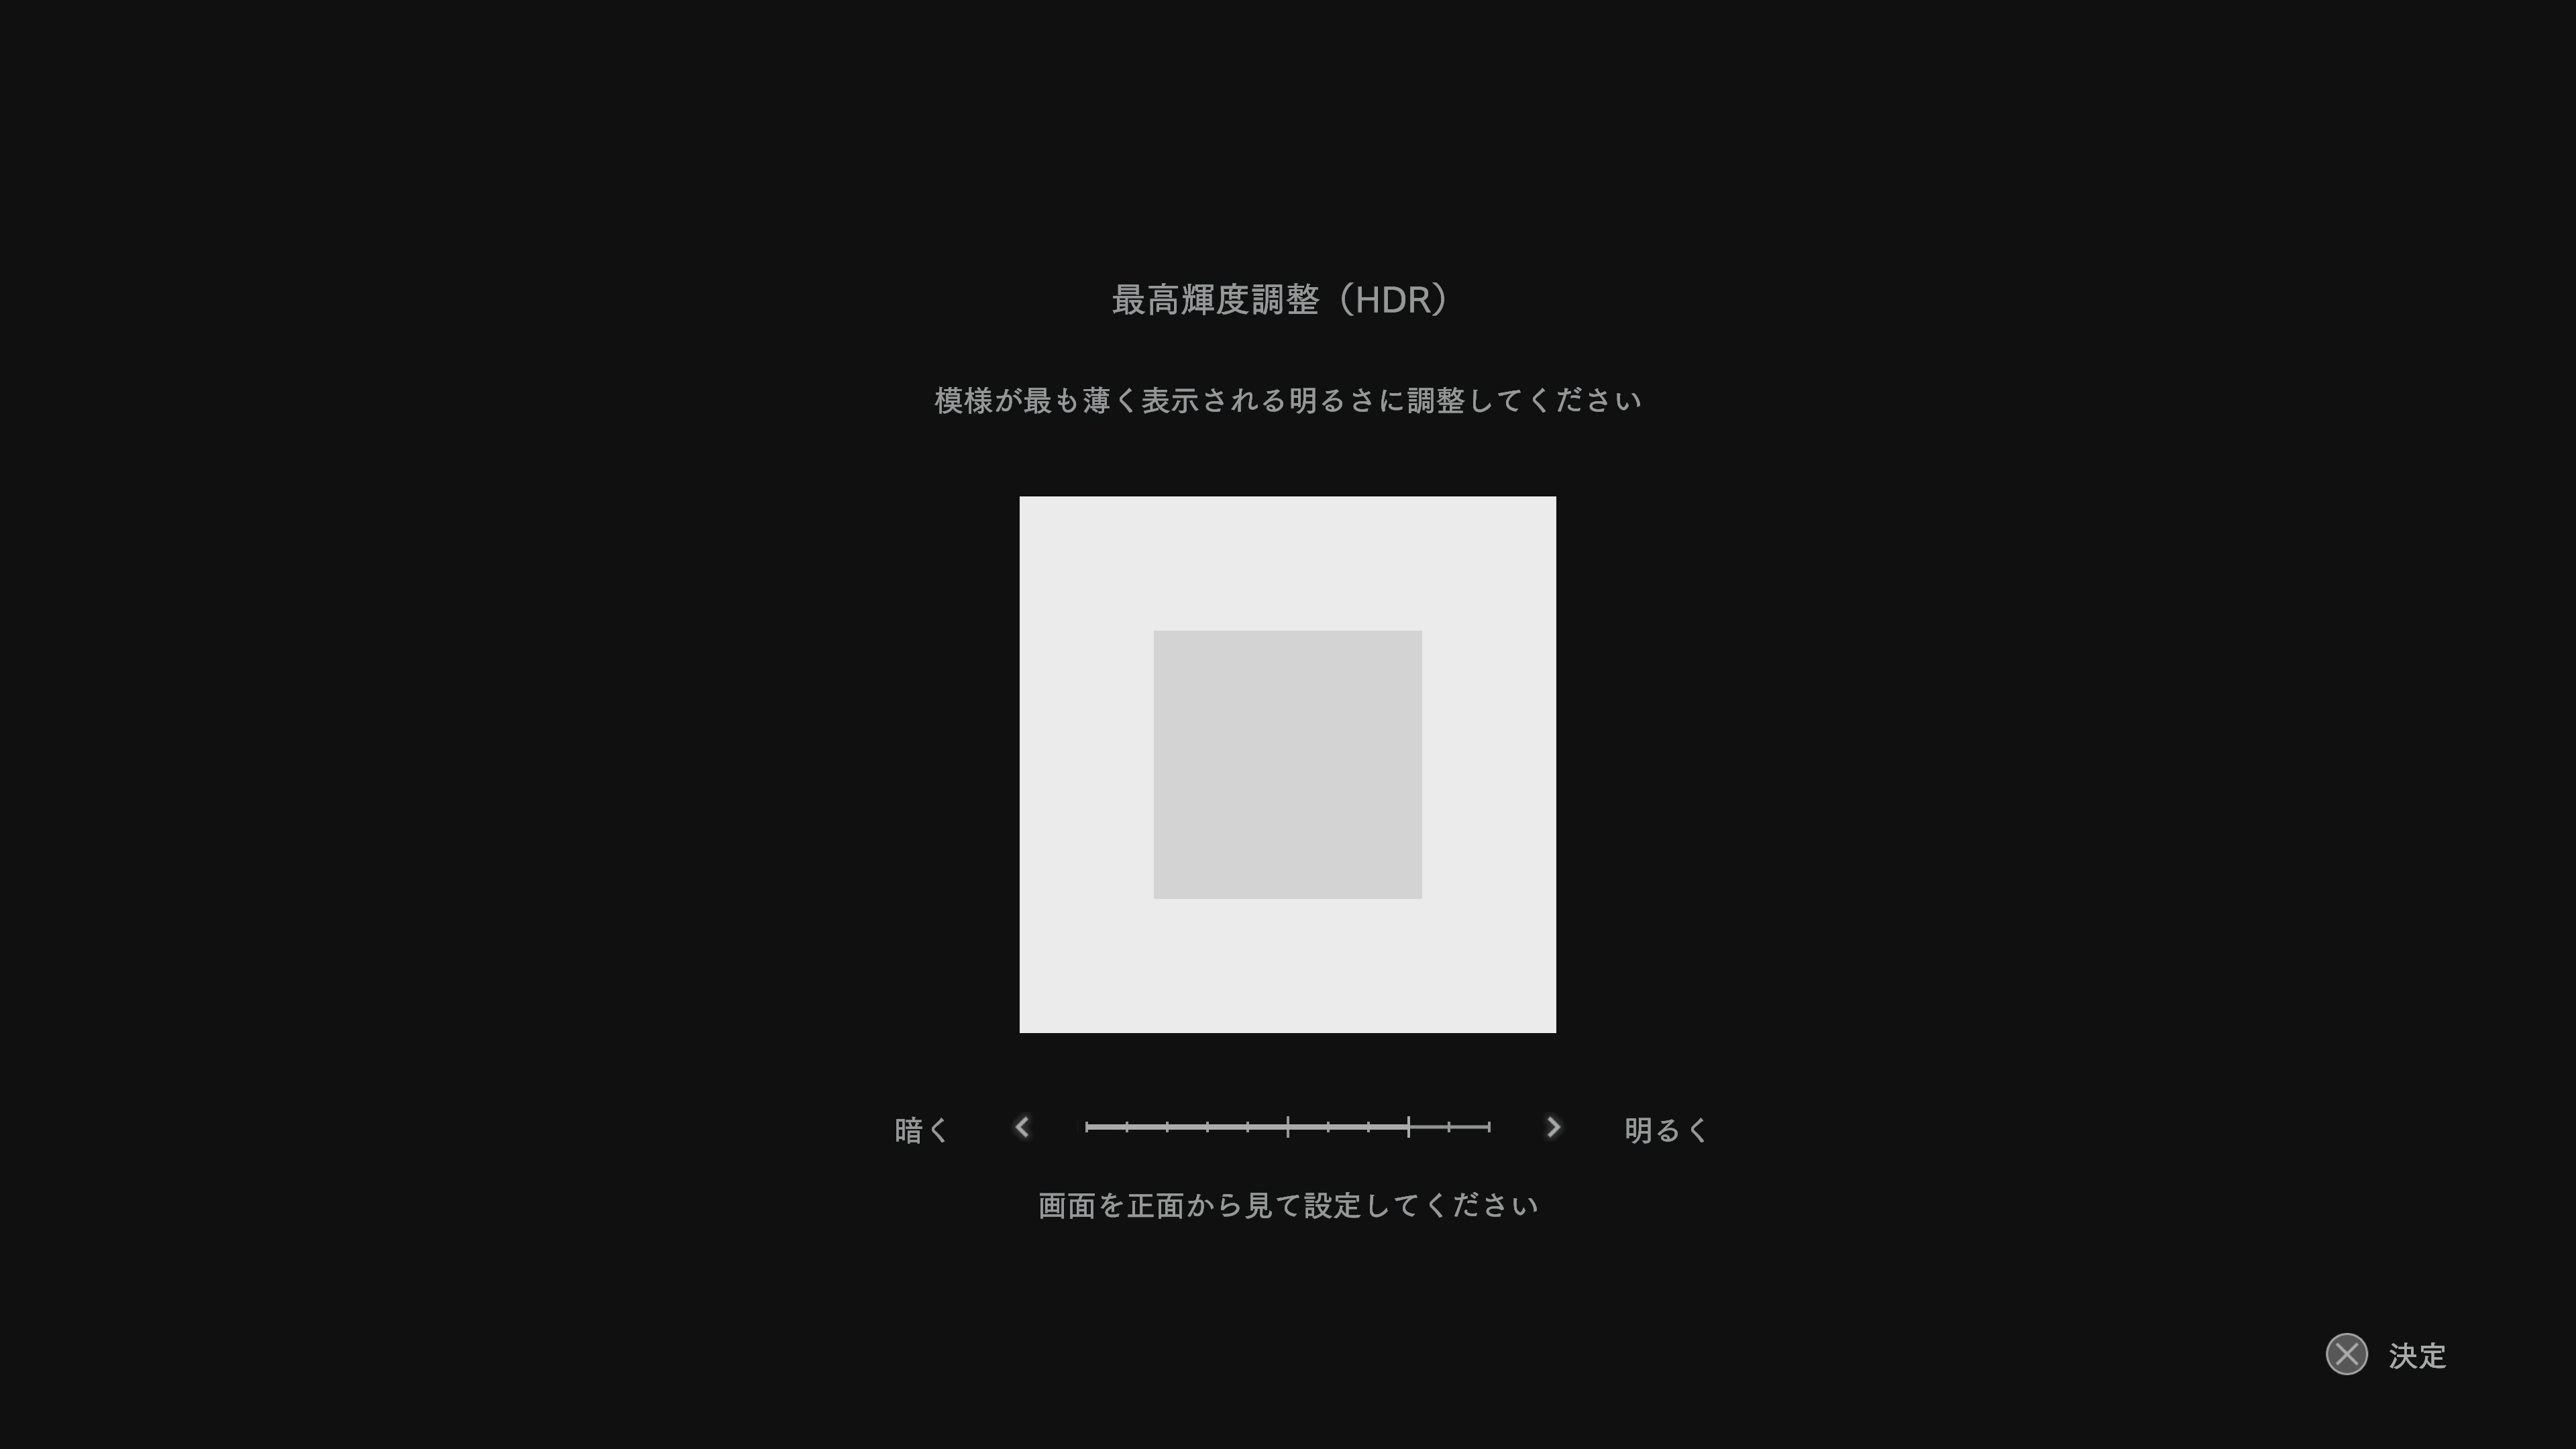 最高輝度調整（HDR）
模様が最も薄く表示される明るさに調整してください
暗く 明るく
画面を正面から見て設定してください
決定